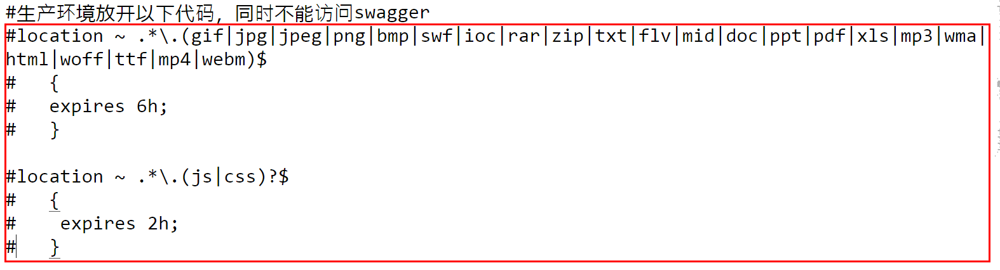 #生产环境放开以下代码，同时不能访问swagger
#location ~ .*\.(gif|jpg|jpeg|png|bmp|swf|ioc|rar|zip|txt|flv|mid|doc|ppt|pdf|xls|mp3|wma|
html|woff|ttf|mp4|webm)$
#   {
#   expires 6h;
#   }
#location ~ .*\.(js|css)?$
#   {
#    expires 2h;
#   }